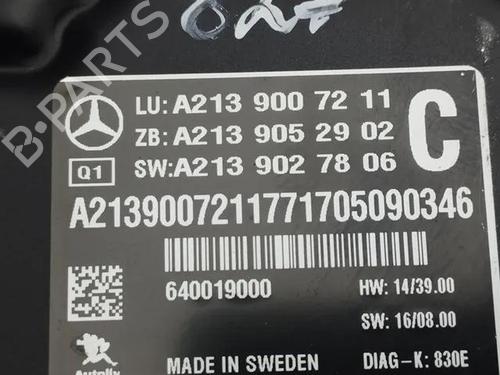 027
LU: A213 900 72 11
ZB: A213 905 29 02
Q1 SW: A213 902 78 06
C
A2139007211771705090346
640019000
HW: 14/39.00
SW: 16/08.00
MADE IN SWEDEN
DIAG-K: 830E
Autoliv
B-PARTS